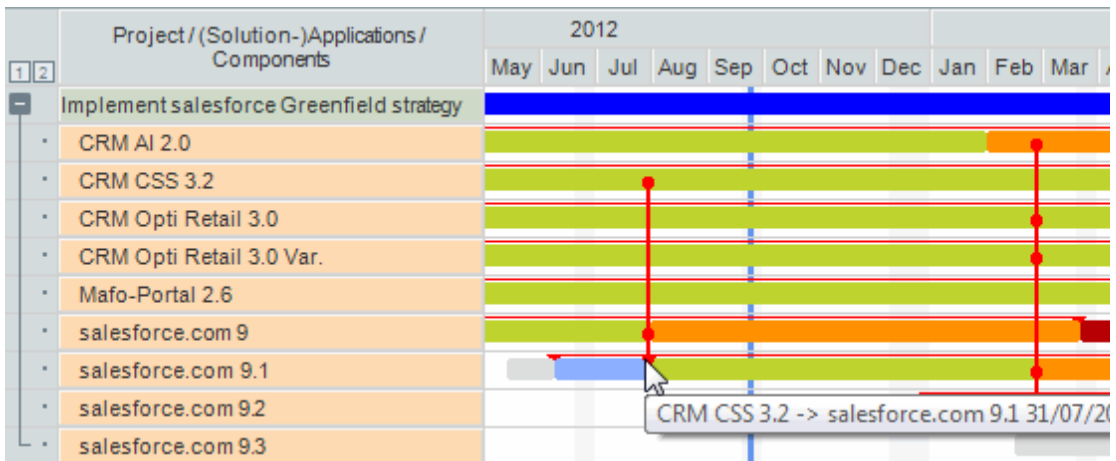 Project / (Solution-)Applications /
Components
2012
1 2
May Jun Jul Aug Sep Oct Nov Dec Jan Feb Mar
Implement salesforce Greenfield strategy
CRM AI 2.0
CRM CSS 3.2
CRM Opti Retail 3.0
CRM Opti Retail 3.0 Var.
Mafo-Portal 2.6
salesforce.com 9
salesforce.com 9.1
salesforce.com 9.2
CRM CSS 3.2 -> salesforce.com 9.1 31/07/20
salesforce.com 9.3